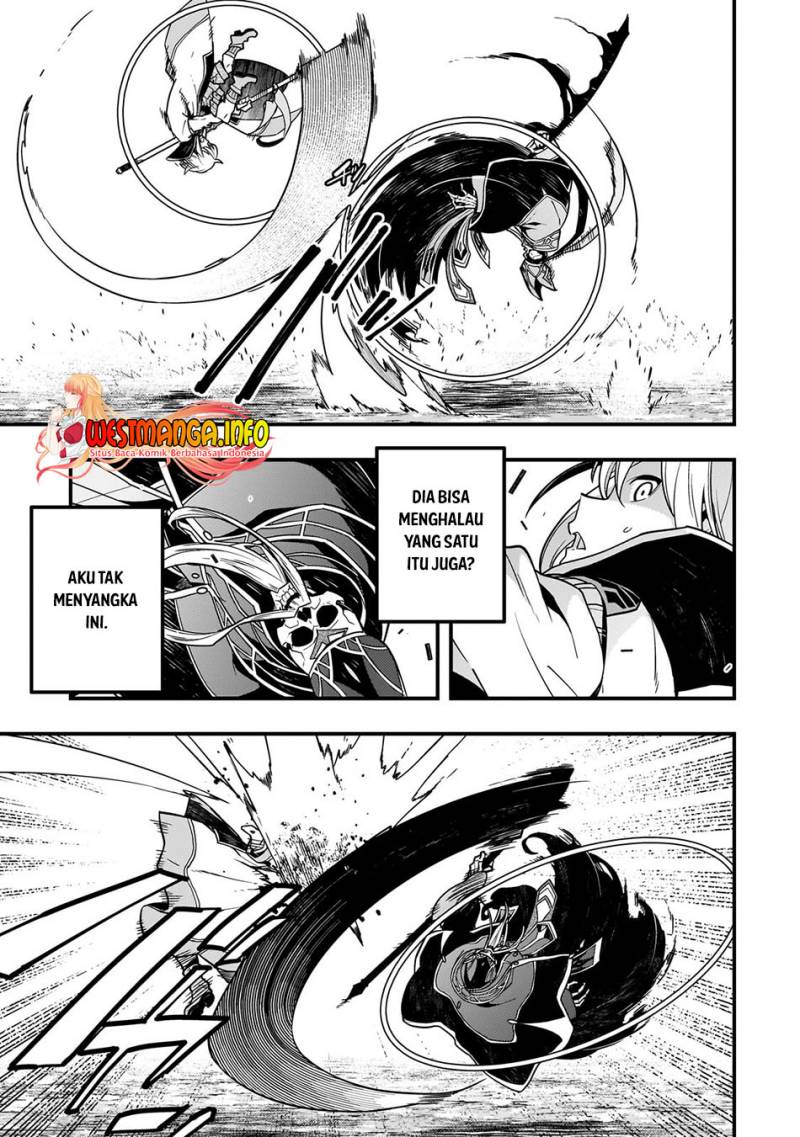 WESTMANGA.INFO
Situs Baca Komik Berbahasa Indonesia
DIA BISA
MENGHALAU
YANG SATU
ITU JUGA?
AKU TAK
MENYANGKA
INI.